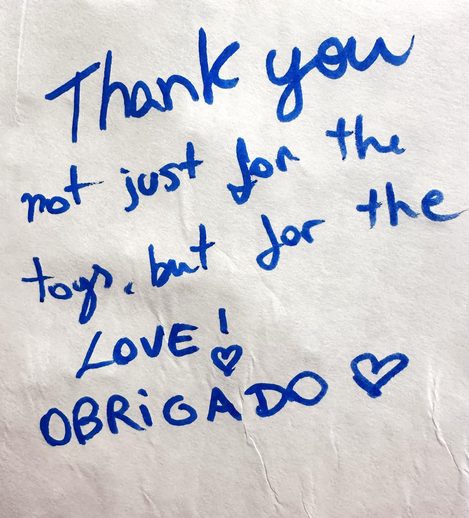 Thank you
not just for the
toys, but for the
LOVE!
OBRiGADO